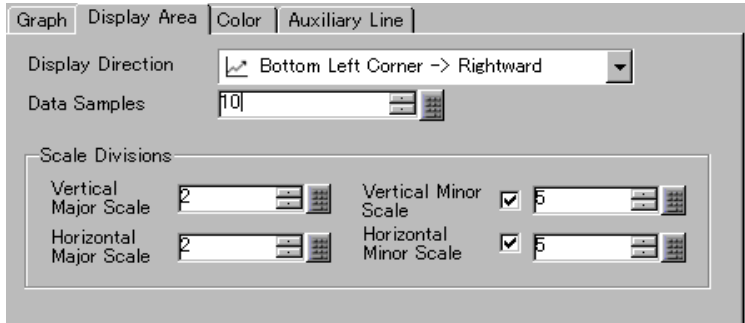 Graph Display Area Color Auxiliary Line
Display Direction Bottom Left Corner -> Rightward
Data Samples 10
Scale Divisions
Vertical
Major Scale 2
Vertical Minor
Scale 5
Horizontal
Major Scale 2
Horizontal
Minor Scale 5